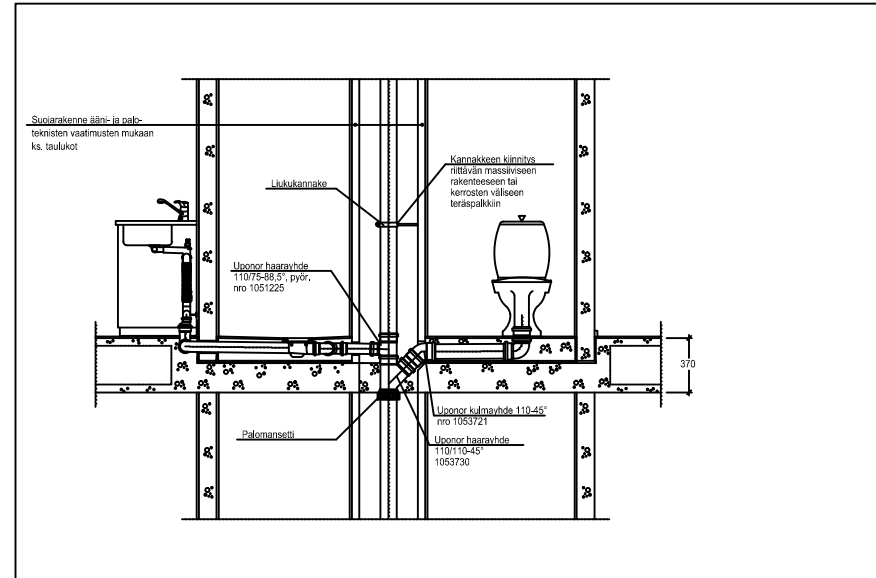 Suojarakenne ääni- ja palo-
teknisten vaatimusten mukaan
ks. taulukot
Kannakkeen kiinnitys
riittävän massiiviseen
rakenteeseen tai
kerrosten väliseen
teräspalkkiin
Liukukannake
Uponor haarayhde
110/75-88,5°, pyör.
nro 1051225
370
Uponor kulmayhde 110-45°
nro 1053721
Palomansetti
Uponor haarayhde
110/110-45°
1053730